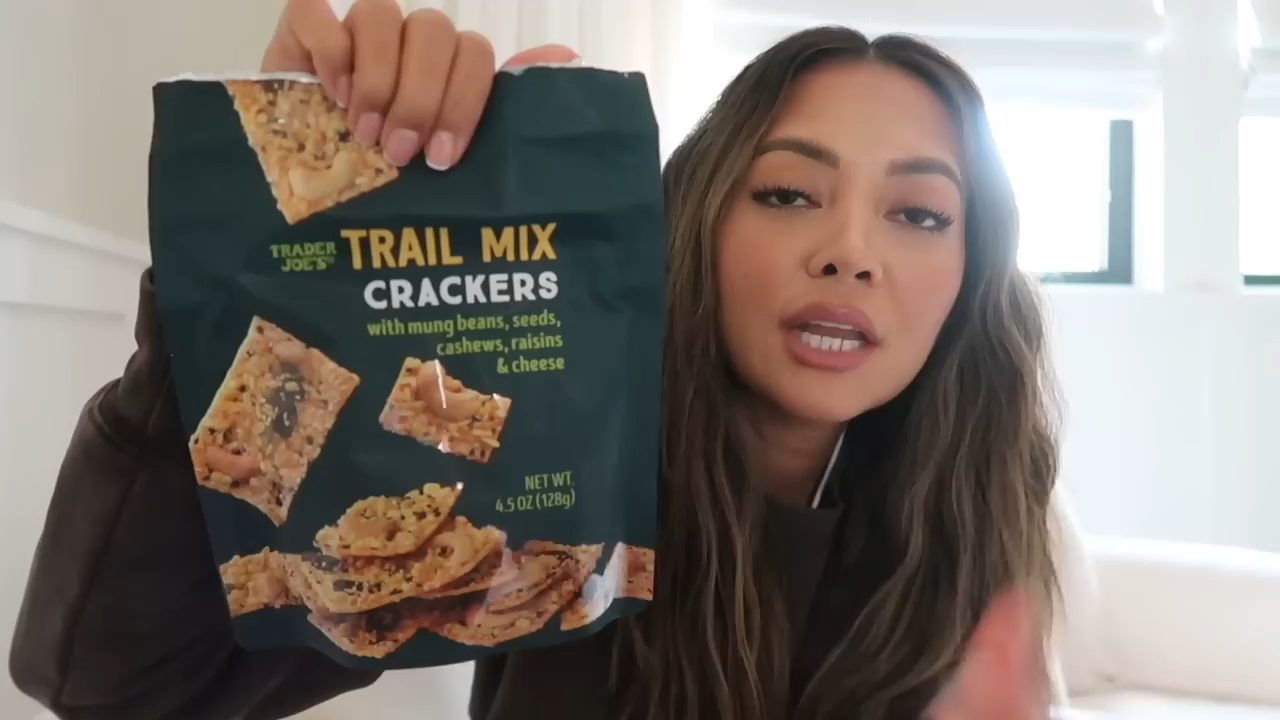 TRADER
JOE'S
TRAIL MIX
CRACKERS
with mung beans, seeds,
cashews, raisins
& cheese
NET WT.
4.5 OZ (128g)